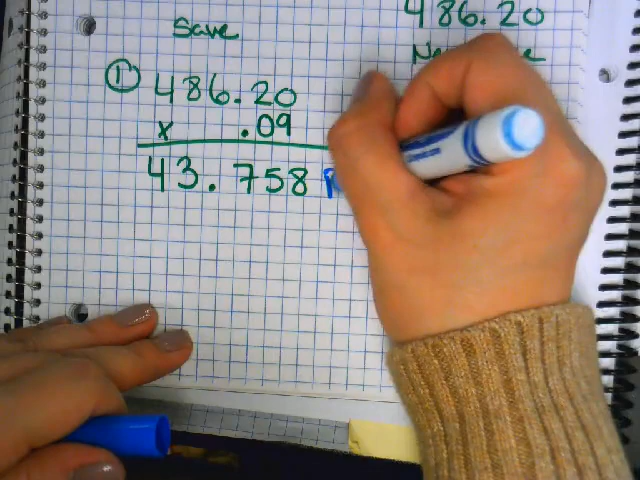 486.20
Save
① 486.20
x .09
43.758